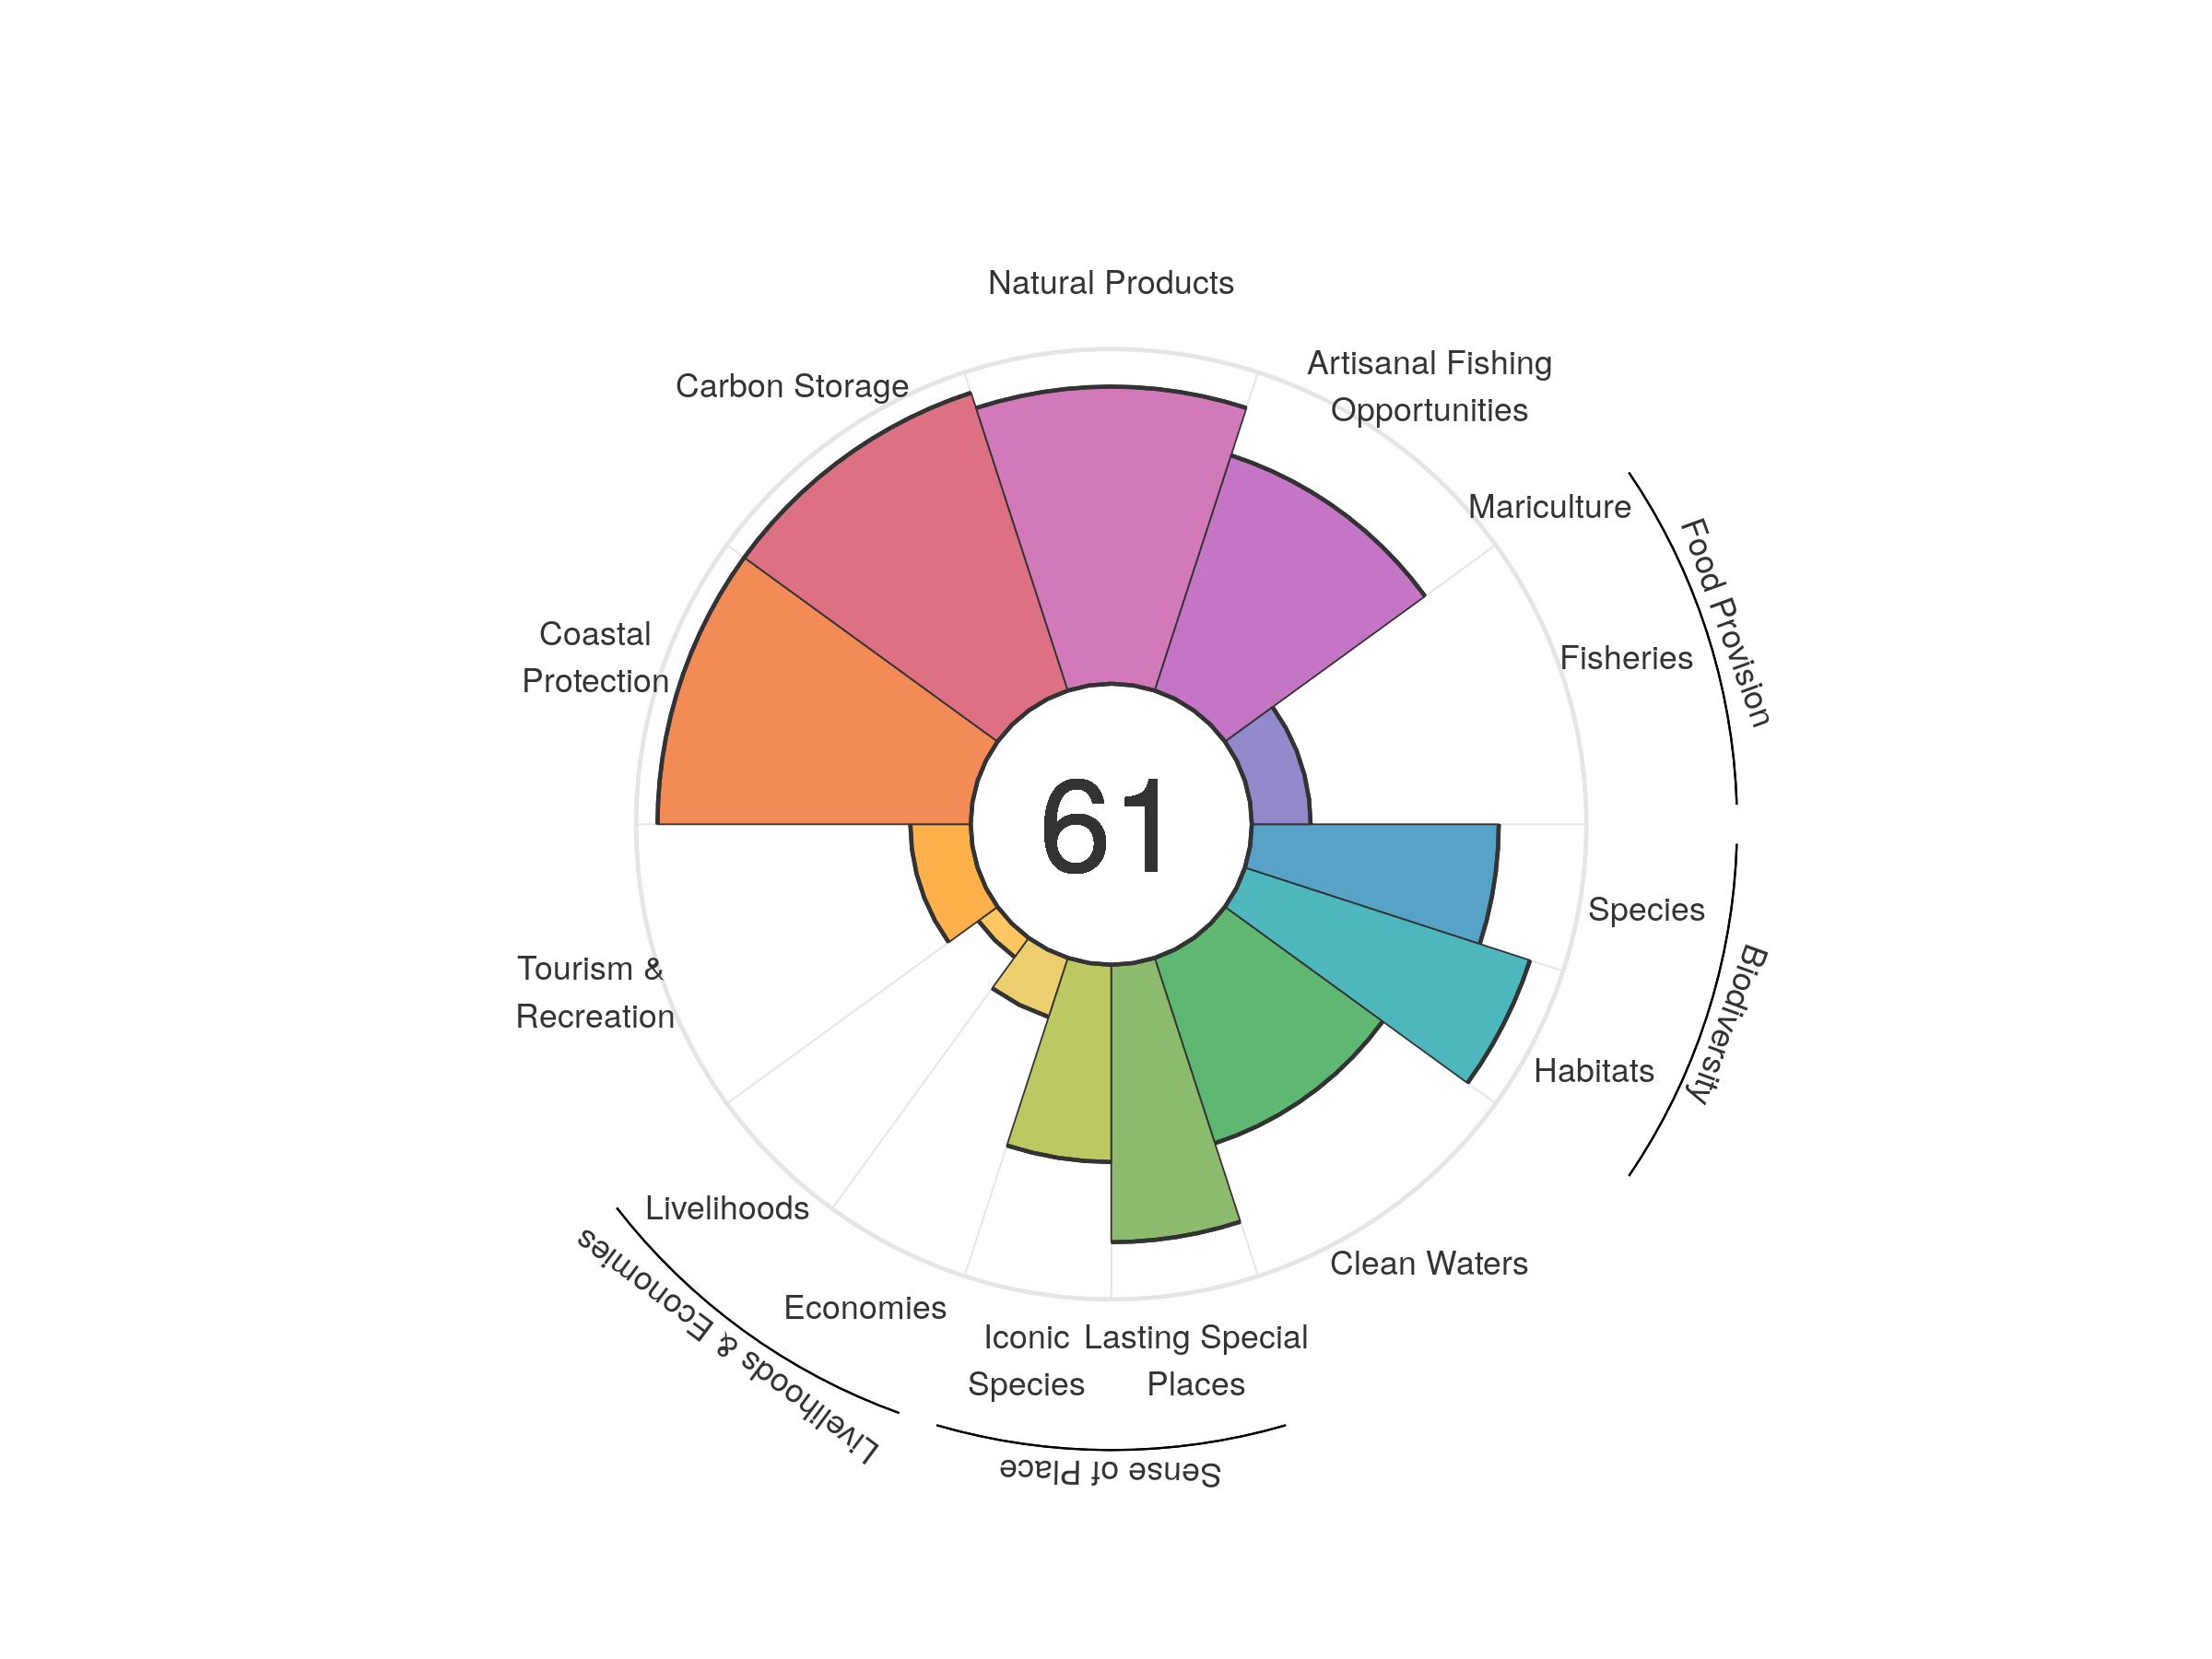 Natural Products
Artisanal Fishing
Opportunities
Carbon Storage
Mariculture
Food Provision
Coastal
Protection
Fisheries
61
Species
Biodiversity
Tourism &
Recreation
Habitats
Livelihoods
Livelihoods & Economies
Clean Waters
Economies
Iconic
Species
Lasting Special
Places
Sense of Place